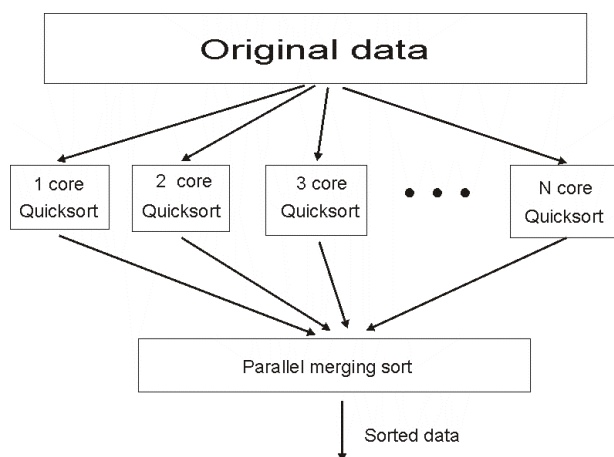 Original data
1 core
Quicksort
2 core
Quicksort
3 core
Quicksort
N core
Quicksort
Parallel merging sort
Sorted data